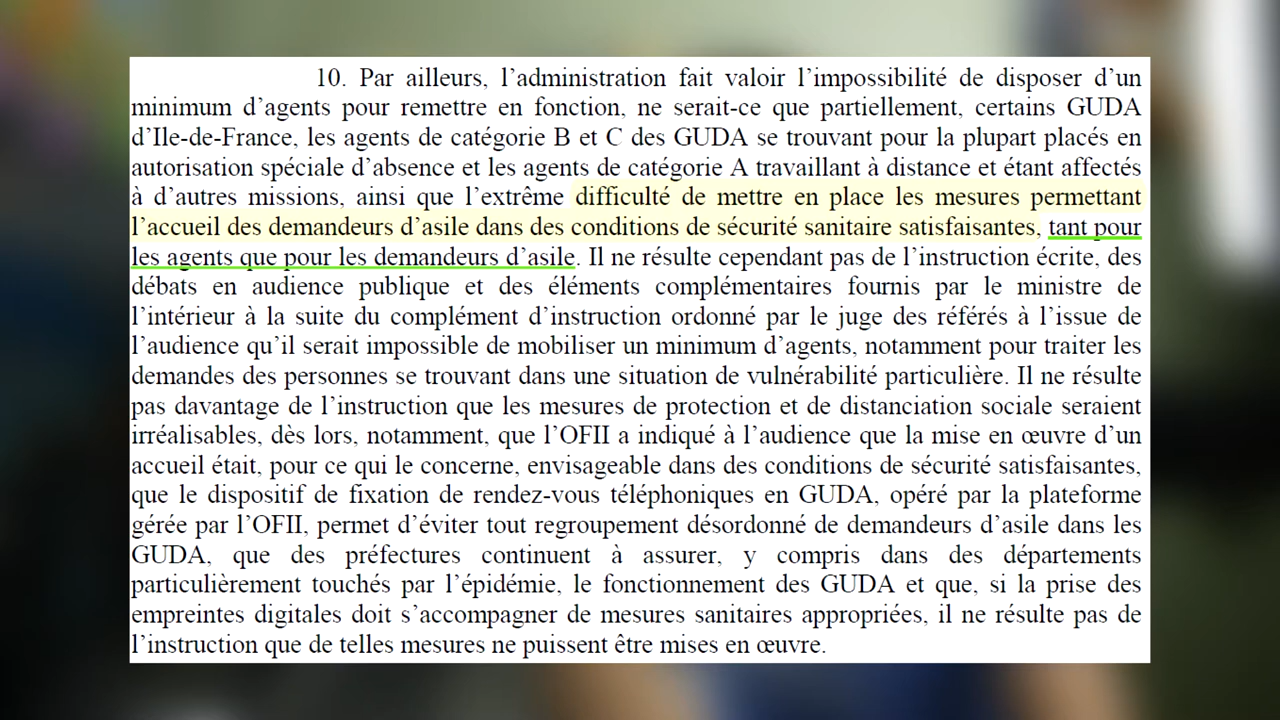 10. Par ailleurs, l’administration fait valoir l’impossibilité de disposer d’un
minimum d’agents pour remettre en fonction, ne serait-ce que partiellement, certains GUDA
d’Ile-de-France, les agents de catégorie B et C des GUDA se trouvant pour la plupart placés en
autorisation spéciale d’absence et les agents de catégorie A travaillant à distance et étant affectés
à d’autres missions, ainsi que l’extrême difficulté de mettre en place les mesures permettant
l’accueil des demandeurs d’asile dans des conditions de sécurité sanitaire satisfaisantes, tant pour
les agents que pour les demandeurs d’asile. Il ne résulte cependant pas de l’instruction écrite, des
débats en audience publique et des éléments complémentaires fournis par le ministre de
l’intérieur à la suite du complément d’instruction ordonné par le juge des référés à l’issue de
l’audience qu’il serait impossible de mobiliser un minimum d’agents, notamment pour traiter les
demandes des personnes se trouvant dans une situation de vulnérabilité particulière. Il ne résulte
pas davantage de l’instruction que les mesures de protection et de distanciation sociale seraient
irréalisables, dès lors, notamment, que l’OFII a indiqué à l’audience que la mise en œuvre d’un
accueil était, pour ce qui le concerne, envisageable dans des conditions de sécurité satisfaisantes,
que le dispositif de fixation de rendez-vous téléphoniques en GUDA, opéré par la plateforme
gérée par l’OFII, permet d’éviter tout regroupement désordonné de demandeurs d’asile dans les
GUDA, que des préfectures continuent à assurer, y compris dans des départements
particulièrement touchés par l’épidémie, le fonctionnement des GUDA et que, si la prise des
empreintes digitales doit s’accompagner de mesures sanitaires appropriées, il ne résulte pas de
l’instruction que de telles mesures ne puissent être mises en œuvre.